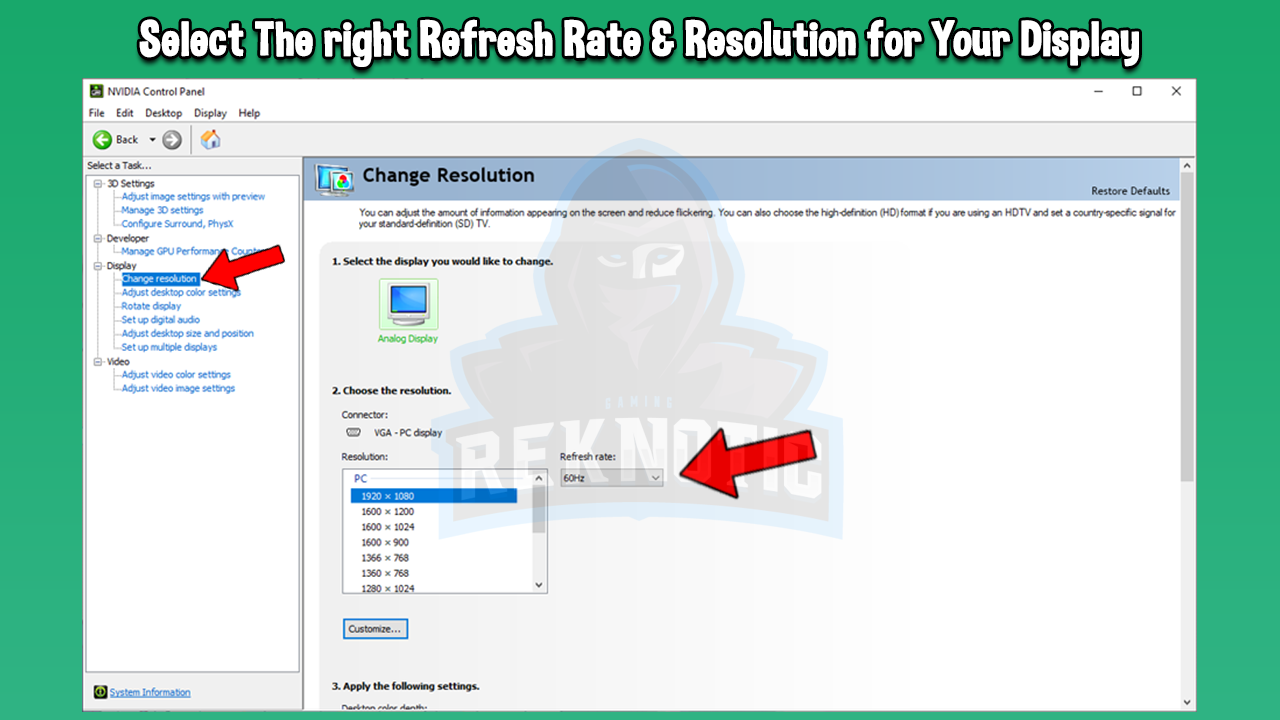 Select The right Refresh Rate & Resolution for Your Display
NVIDIA Control Panel
File Edit Desktop Display Help
Back
Select a Task...
3D Settings
Adjust image settings with preview
Manage 3D settings
Configure Surround, PhysX
Developer
Manage GPU Performance
Display
Change resolution
Adjust desktop color settings
Rotate display
Set up digital audio
Adjust desktop size and position
Set up multiple displays
Video
Adjust video color settings
Adjust video image settings
System Information
Change Resolution
Restore Defaults
You can adjust the amount of information appearing on the screen and reduce flickering. You can also choose the high-definition (HD) format if you are using an HDTV and set a country-specific signal for
your standard-definition (SD) TV.
1. Select the display you would like to change.
Analog Display
2. Choose the resolution.
Connector:
VGA - PC display
Resolution:
Refresh rate:
PC
60Hz
1920 × 1080
1600 × 1200
1600 × 1024
1600 × 900
1366 × 768
1360 × 768
1280 × 1024
Customize...
3. Apply the following settings.
Desktop color depth:
GAMING
REKNOTIC